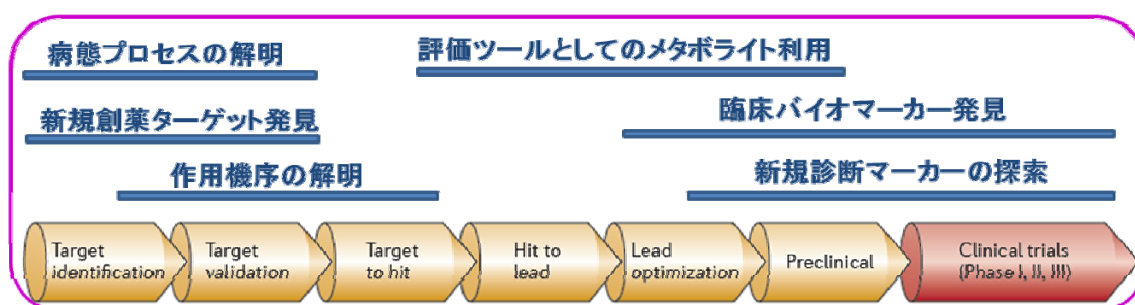 病態プロセスの解明
評価ツールとしてのメタボライト利用
新規創薬ターゲット発見
臨床バイオマーカー発見
作用機序の解明
新規診断マーカーの探索
Target
identification
Target
validation
Target
to hit
Hit to
lead
Lead
optimization
Preclinical
Clinical trials
(Phase I, II, III)